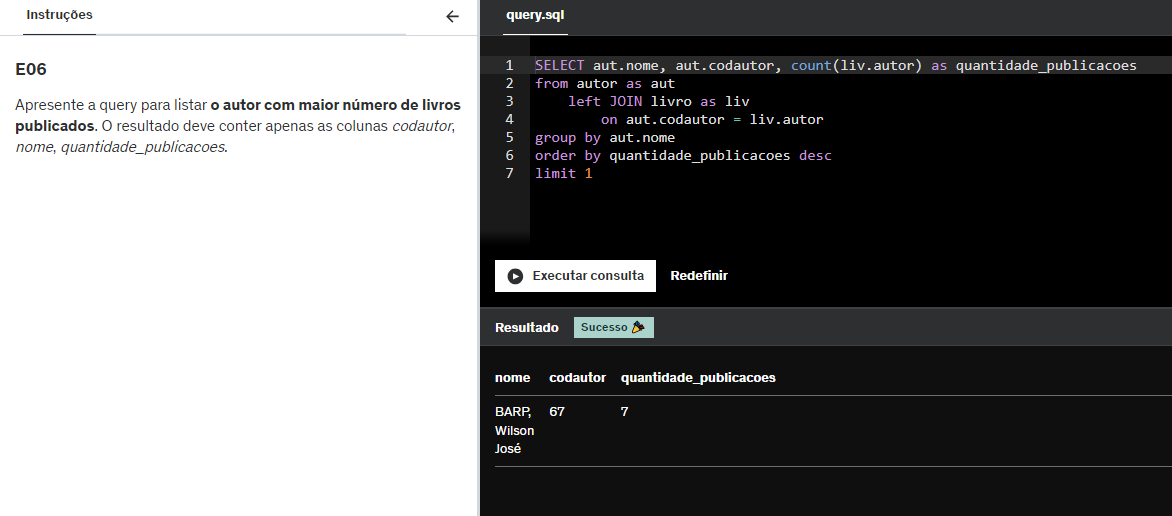 Instruções
E06
Apresente a query para listar o autor com maior número de livros
publicados. O resultado deve conter apenas as colunas codautor,
nome, quantidade_publicacoes.
query.sql
1 SELECT aut.nome, aut.codautor, count(liv.autor) as quantidade_publicacoes
2 from autor as aut
3 left JOIN livro as liv
4 on aut.codautor = liv.autor
5 group by aut.nome
6 order by quantidade_publicacoes desc
7 limit 1
Executar consulta Redefinir
Resultado Sucesso
nome codautor quantidade_publicacoes
BARP, 67 7
Wilson
José